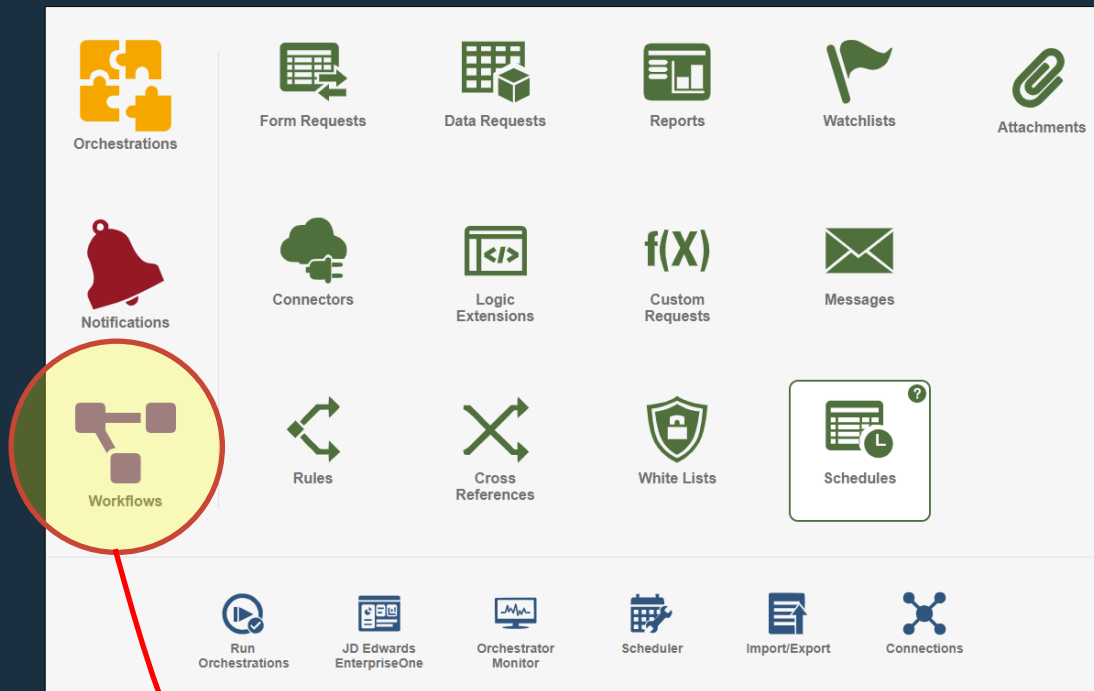 Orchestrations
Form Requests
Data Requests
Reports
Watchlists
Attachments
Notifications
Connectors
</>
Logic
Extensions
f(X)
Custom
Requests
Messages
Workflows
Rules
Cross
References
White Lists
?
Schedules
Run
Orchestrations
JD Edwards
EnterpriseOne
Orchestrator
Monitor
Scheduler
Import/Export
Connections